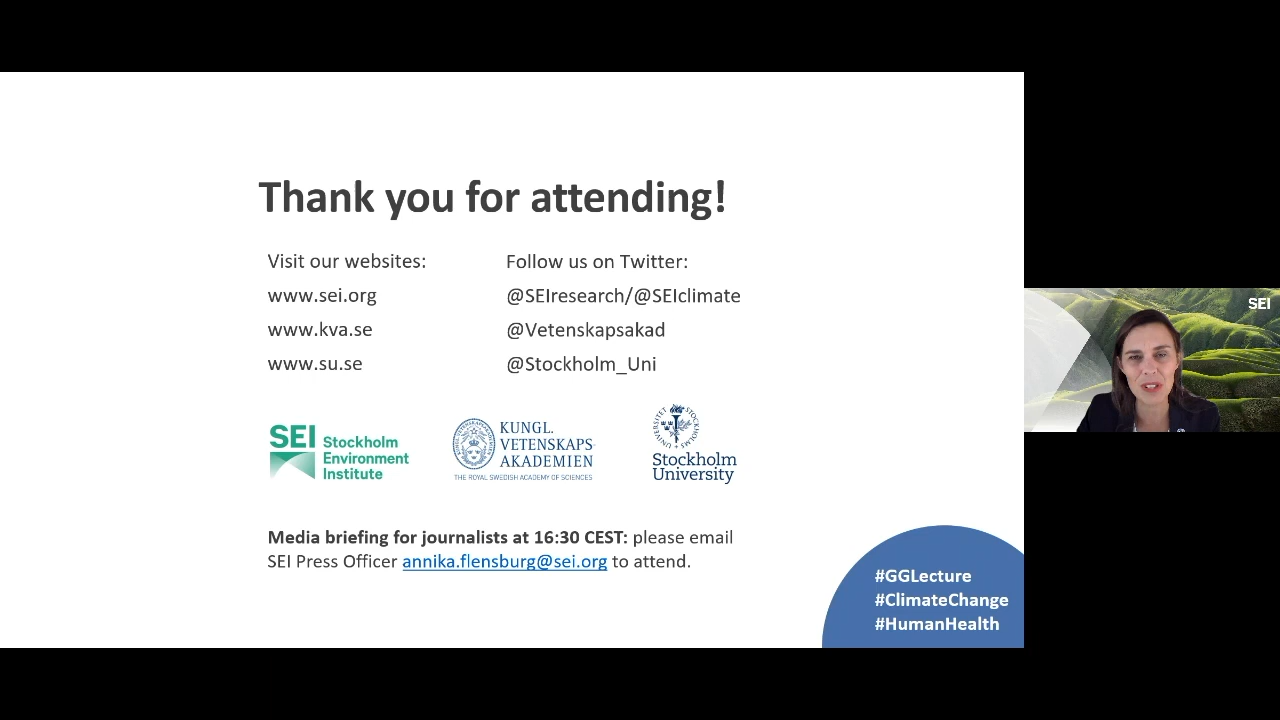 Thank you for attending!
Visit our websites:
www.sei.org
www.kva.se
www.su.se
Follow us on Twitter:
@SEIresearch/@SEIclimate
@Vetenskapsakad
@Stockholm_Uni
SEI Stockholm
Environment
Institute
KUNGL.
VETENSKAPS-
AKADEMIEN
THE ROYAL SWEDISH ACADEMY OF SCIENCES
Stockholm
University
Media briefing for journalists at 16:30 CEST: please email
SEI Press Officer annika.flensburg@sei.org to attend.
#GGLecture
#ClimateChange
#HumanHealth
SEI